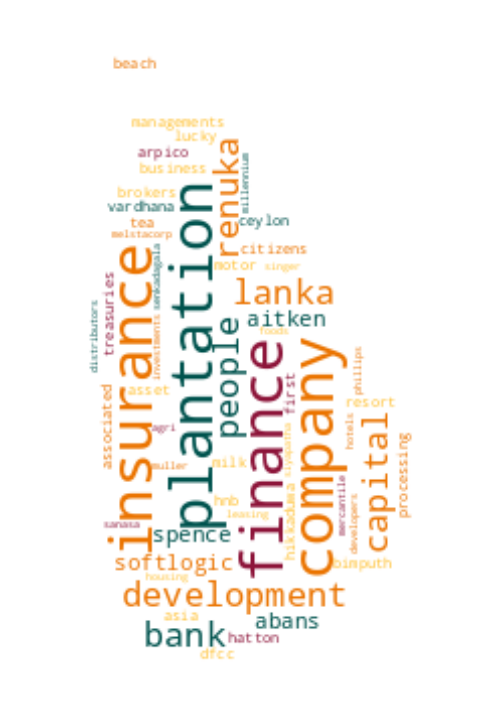 beach
managements
lucky
arpico
business
renuka
millennium
brokers
vardhana
plantation
tea
ceylon
melstacorp
citizens
insurance
senkadagala
motor
singer
treasuries
lanka
distributors
investments
aitken
people
foods
finance
company
phillips
first
associated
asset
resort
capital
hotels
agri
siyapatha
processing
muller
milk
hikkaduwa
mercantile
developers
hnb
leasing
sanasa
spence
softlogic
bimputh
housing
development
asia
abans
bank
hatton
dfcc